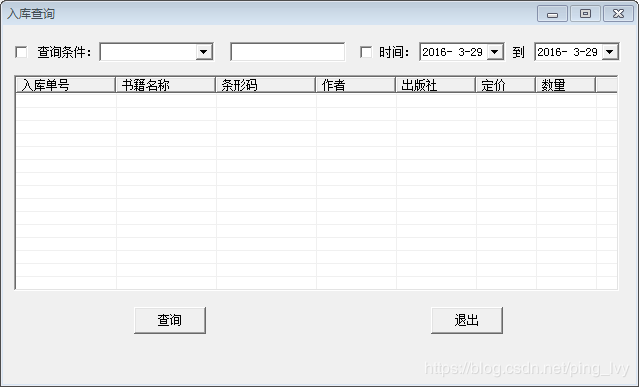 入库查询
查询条件： 时间： 2016- 3-29 到 2016- 3-29
入库单号 书籍名称 条形码 作者 出版社 定价 数量
查询 退出
https://blog.csdn.net/ping_lvy